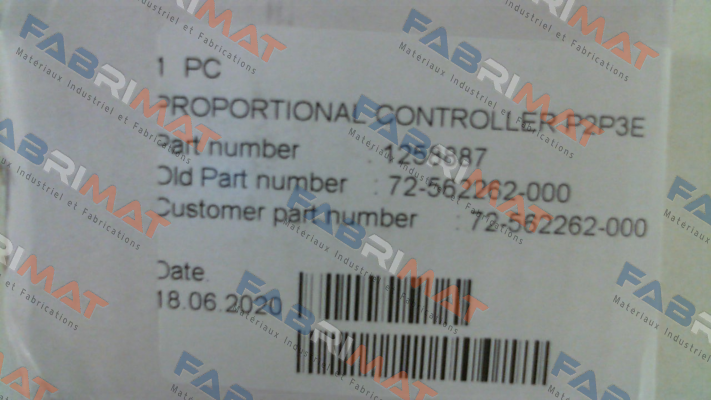 1 PC
PROPORTIONAL CONTROLLER P2P3E
Part number : 1258687
Old Part number : 72-562262-000
Customer part number : 72-562262-000
Date.
18.06.2020
FABRIMAT
Materiaux Industriel et Fabrications